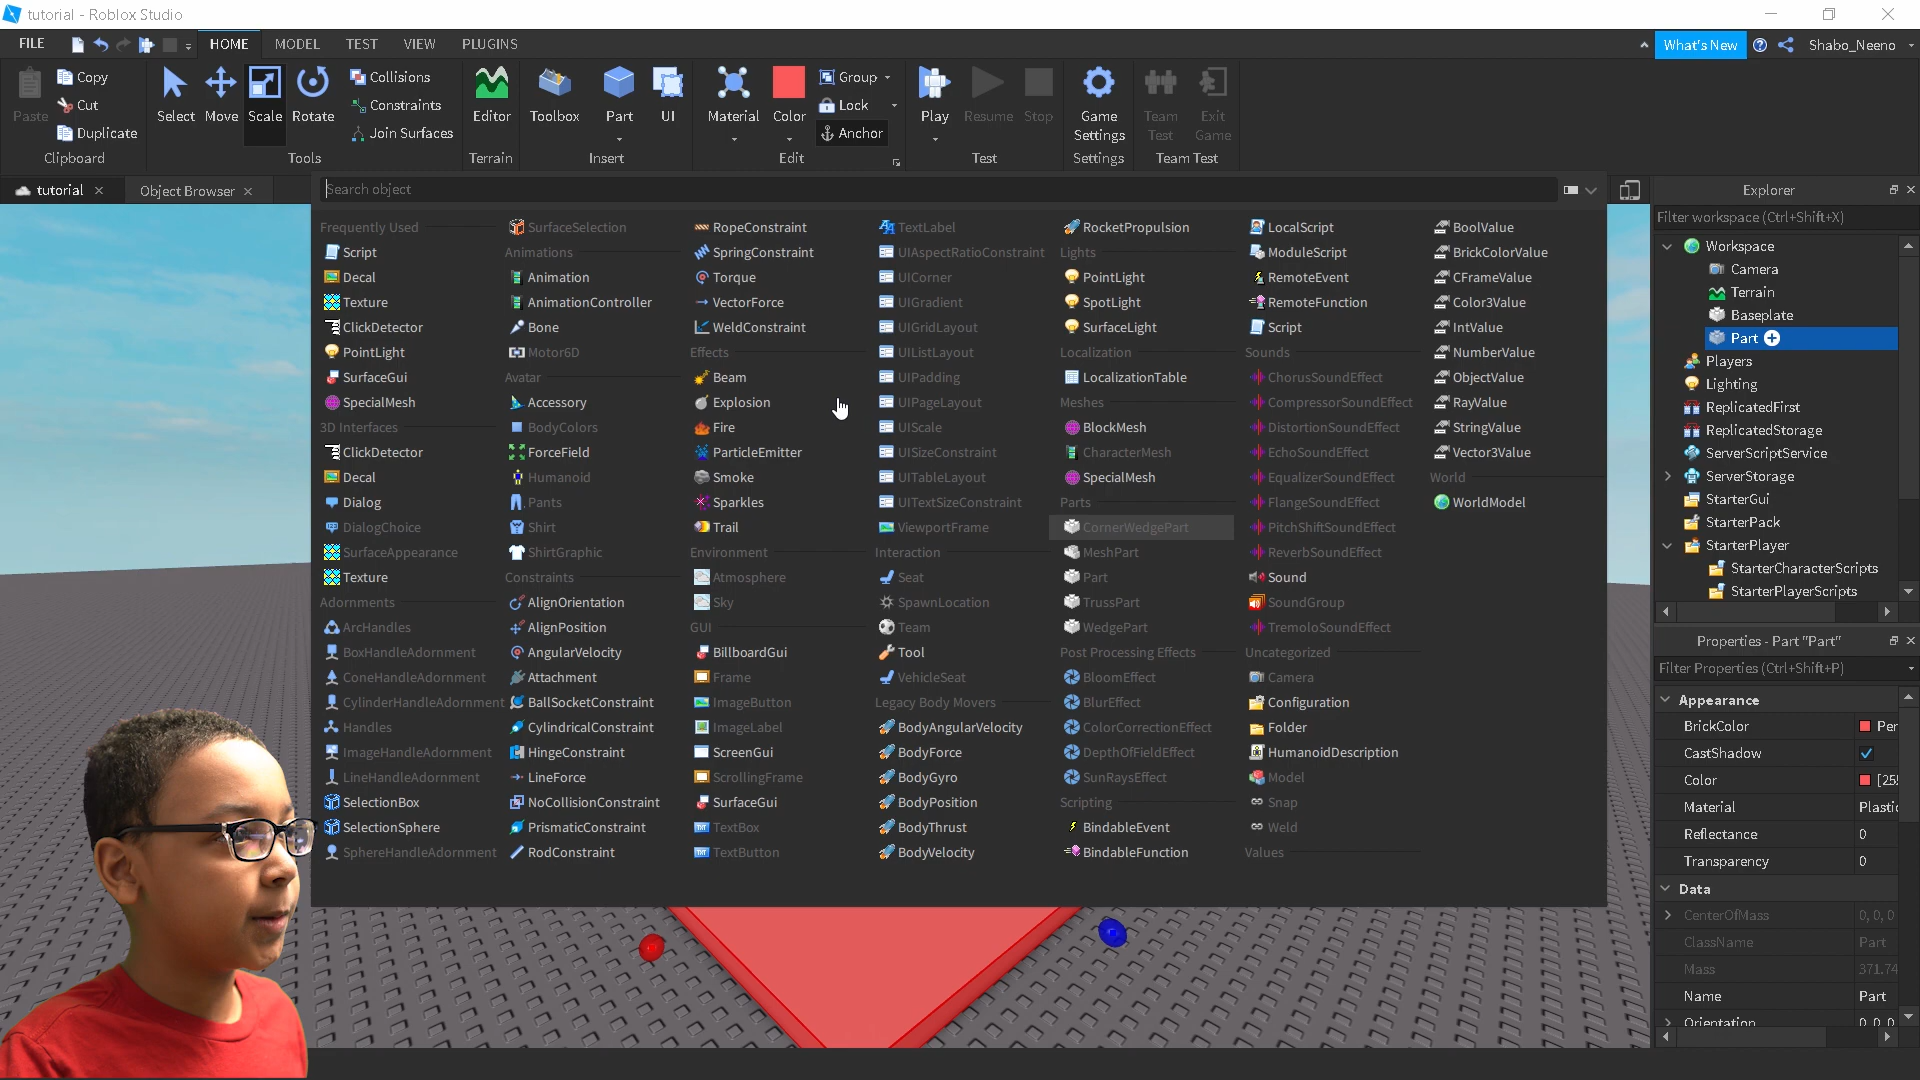 tutorial - Roblox Studio
FILE HOME MODEL TEST VIEW PLUGINS What's New Shabo_Neeno
Paste Copy Cut Duplicate Clipboard
Select Move Scale Rotate Collisions Constraints Join Surfaces Tools
Editor Terrain
Toolbox Part UI Insert
Material Color Group Lock Anchor Edit
Play Resume Stop Test
Game Settings Settings
Team Test Exit Game Team Test
tutorial Object Browser
Search object
Frequently Used
Script
Decal
Texture
ClickDetector
PointLight
SurfaceGui
SpecialMesh
3D Interfaces
ClickDetector
Decal
Dialog
DialogChoice
SurfaceAppearance
Texture
Adornments
ArcHandles
BoxHandleAdornment
ConeHandleAdornment
CylinderHandleAdornment
Handles
ImageHandleAdornment
LineHandleAdornment
SelectionBox
SelectionSphere
SphereHandleAdornment
SurfaceSelection
Animations
Animation
AnimationController
Bone
Motor6D
Avatar
Accessory
BodyColors
ForceField
Humanoid
Pants
Shirt
ShirtGraphic
Constraints
AlignOrientation
AlignPosition
AngularVelocity
Attachment
BallSocketConstraint
CylindricalConstraint
HingeConstraint
LineForce
NoCollisionConstraint
PrismaticConstraint
RodConstraint
RopeConstraint
SpringConstraint
Torque
VectorForce
WeldConstraint
Effects
Beam
Explosion
Fire
ParticleEmitter
Smoke
Sparkles
Trail
Environment
Atmosphere
Sky
GUI
BillboardGui
Frame
ImageButton
ImageLabel
ScreenGui
ScrollingFrame
SurfaceGui
TextBox
TextButton
TextLabel
UIAspectRatioConstraint
UICorner
UIGradient
UIGridLayout
UIListLayout
UIPadding
UIPageLayout
UIScale
UISizeConstraint
UITableLayout
UITextSizeConstraint
ViewportFrame
Interaction
Seat
SpawnLocation
Team
Tool
VehicleSeat
Legacy Body Movers
BodyAngularVelocity
BodyForce
BodyGyro
BodyPosition
BodyThrust
BodyVelocity
RocketPropulsion
Lights
PointLight
SpotLight
SurfaceLight
Localization
LocalizationTable
Meshes
BlockMesh
CharacterMesh
SpecialMesh
Parts
CornerWedgePart
MeshPart
Part
TrussPart
WedgePart
Post Processing Effects
BloomEffect
BlurEffect
ColorCorrectionEffect
DepthOfFieldEffect
SunRaysEffect
Scripting
BindableEvent
BindableFunction
LocalScript
ModuleScript
RemoteEvent
RemoteFunction
Script
Sounds
ChorusSoundEffect
CompressorSoundEffect
DistortionSoundEffect
EchoSoundEffect
EqualizerSoundEffect
FlangeSoundEffect
PitchShiftSoundEffect
ReverbSoundEffect
Sound
SoundGroup
TremoloSoundEffect
Uncategorized
Camera
Configuration
Folder
HumanoidDescription
Model
Snap
Weld
Values
BoolValue
BrickColorValue
CFrameValue
Color3Value
IntValue
NumberValue
ObjectValue
RayValue
StringValue
Vector3Value
World
WorldModel
Explorer
Filter workspace (Ctrl+Shift+X)
Workspace
Camera
Terrain
Baseplate
Part
Players
Lighting
ReplicatedFirst
ReplicatedStorage
ServerScriptService
ServerStorage
StarterGui
StarterPack
StarterPlayer
StarterCharacterScripts
StarterPlayerScripts
Properties - Part "Part"
Filter Properties (Ctrl+Shift+P)
Appearance
BrickColor Per
CastShadow
Color [25
Material Plastic
Reflectance 0
Transparency 0
Data
CenterOfMass 0, 0, 0
ClassName Part
Mass 371.74
Name Part
Orientation 0, 0, 0